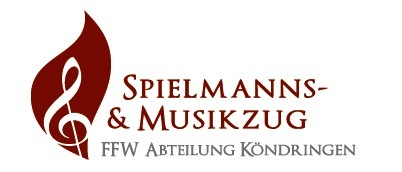 SPIELMANNS-
& MUSIKZUG
FFW ABTEILUNG KÖNDRINGEN